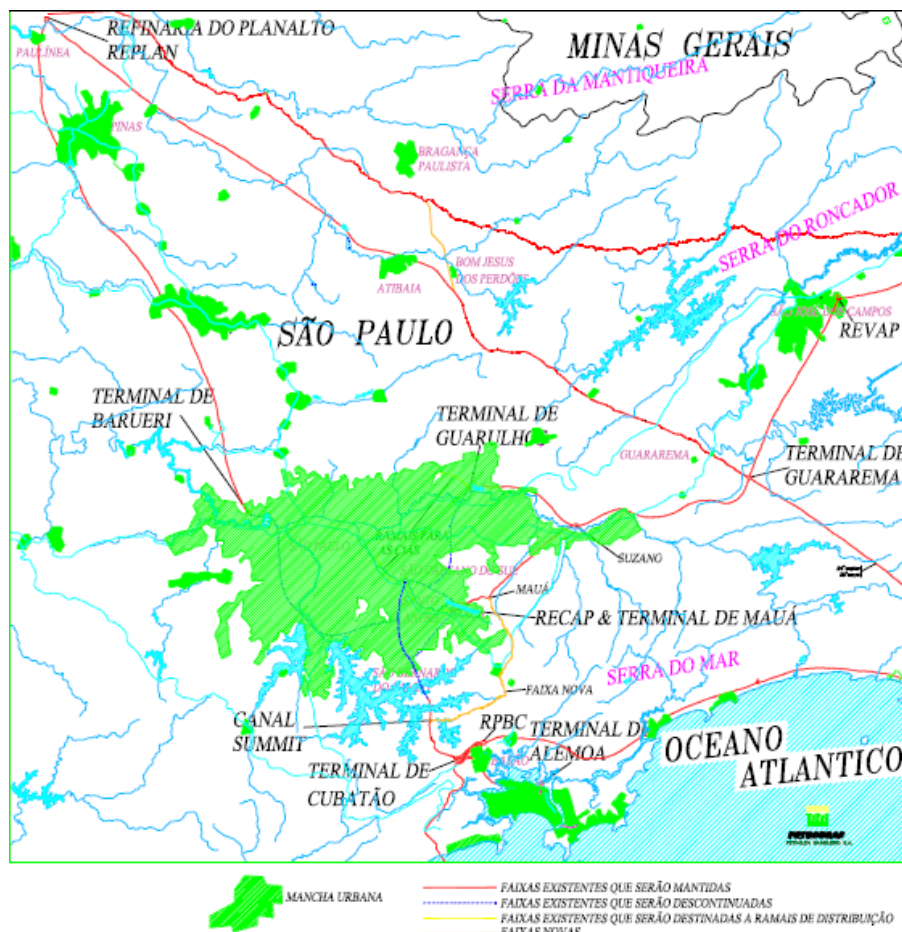 REFINARIA DO PLANALTO
REPLAN
PAULÍNEA
MINAS GERAIS
SERRA DA MANTIQUEIRA
PINAS
BRAGANÇA
PAULISTA
SERRA DO RONCADOR
BOM JESUS
DOS PERDÕES
ATIBAIA
SÃO PAULO
REVAP
TERMINAL DE
BARUERI
TERMINAL DE
GUARULHOS
GUARAREMA
TERMINAL DE
GUARAREMA
RAMAIS PARA
AS CIAS
SUZANO
MAUÁ
RECAP & TERMINAL DE MAUÁ
SERRA DO MAR
FAIXA NOVA
CANAL
SUMMIT
RPBC
TERMINAL D
ALEMOA
TERMINAL DE
CUBATÃO
OCEANO
ATLANTICO
PETROBRAS
MANCHA URBANA
FAIXAS EXISTENTES QUE SERÃO MANTIDAS
FAIXAS EXISTENTES QUE SERÃO DESCONTINUADAS
FAIXAS EXISTENTES QUE SERÃO DESTINADAS A RAMAIS DE DISTRIBUIÇÃO
FAIXAS NOVAS